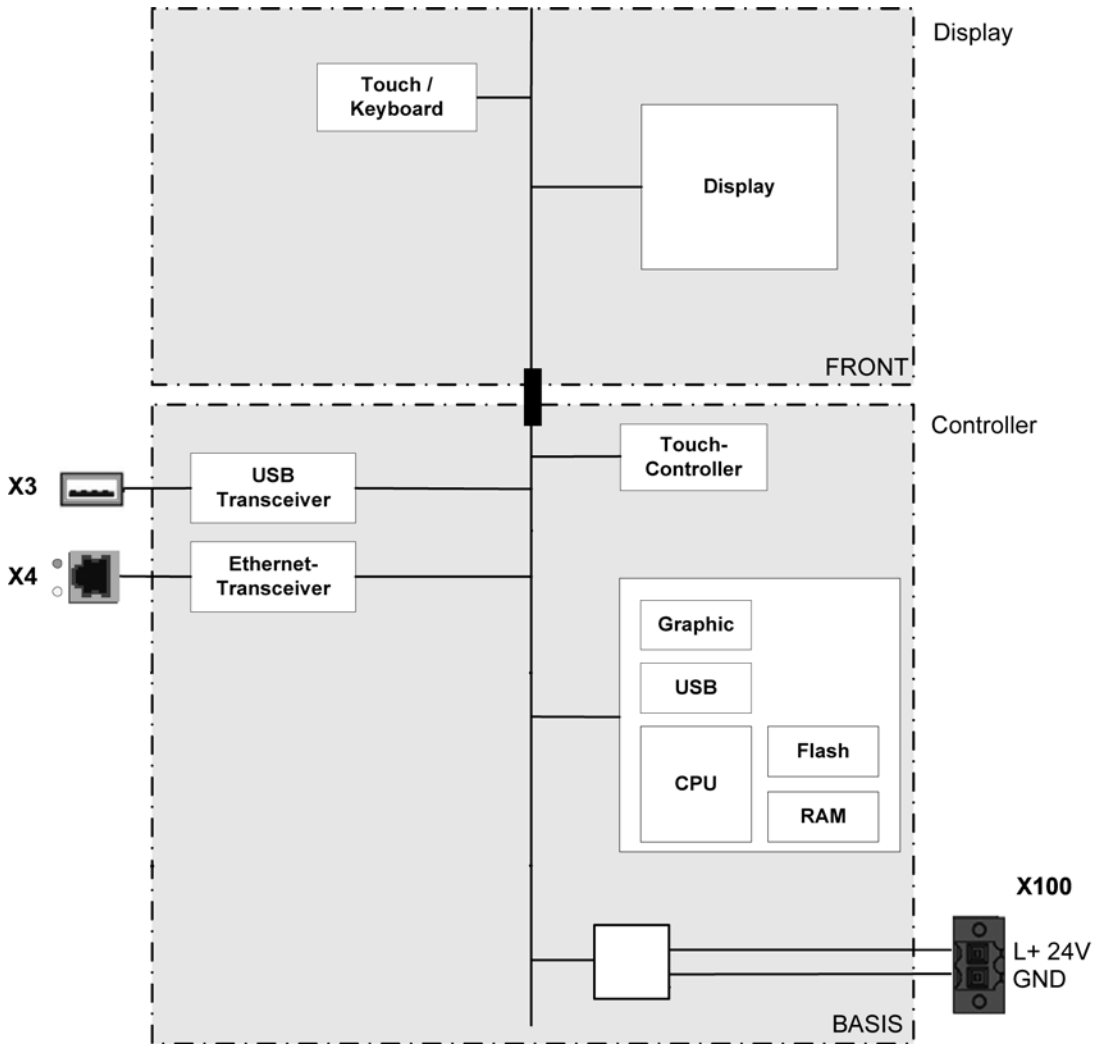 Display
Touch /
Keyboard
Display
FRONT
Controller
Touch-
Controller
X3
USB
Transceiver
X4
Ethernet-
Transceiver
Graphic
USB
CPU
Flash
RAM
X100
L+ 24V
GND
BASIS